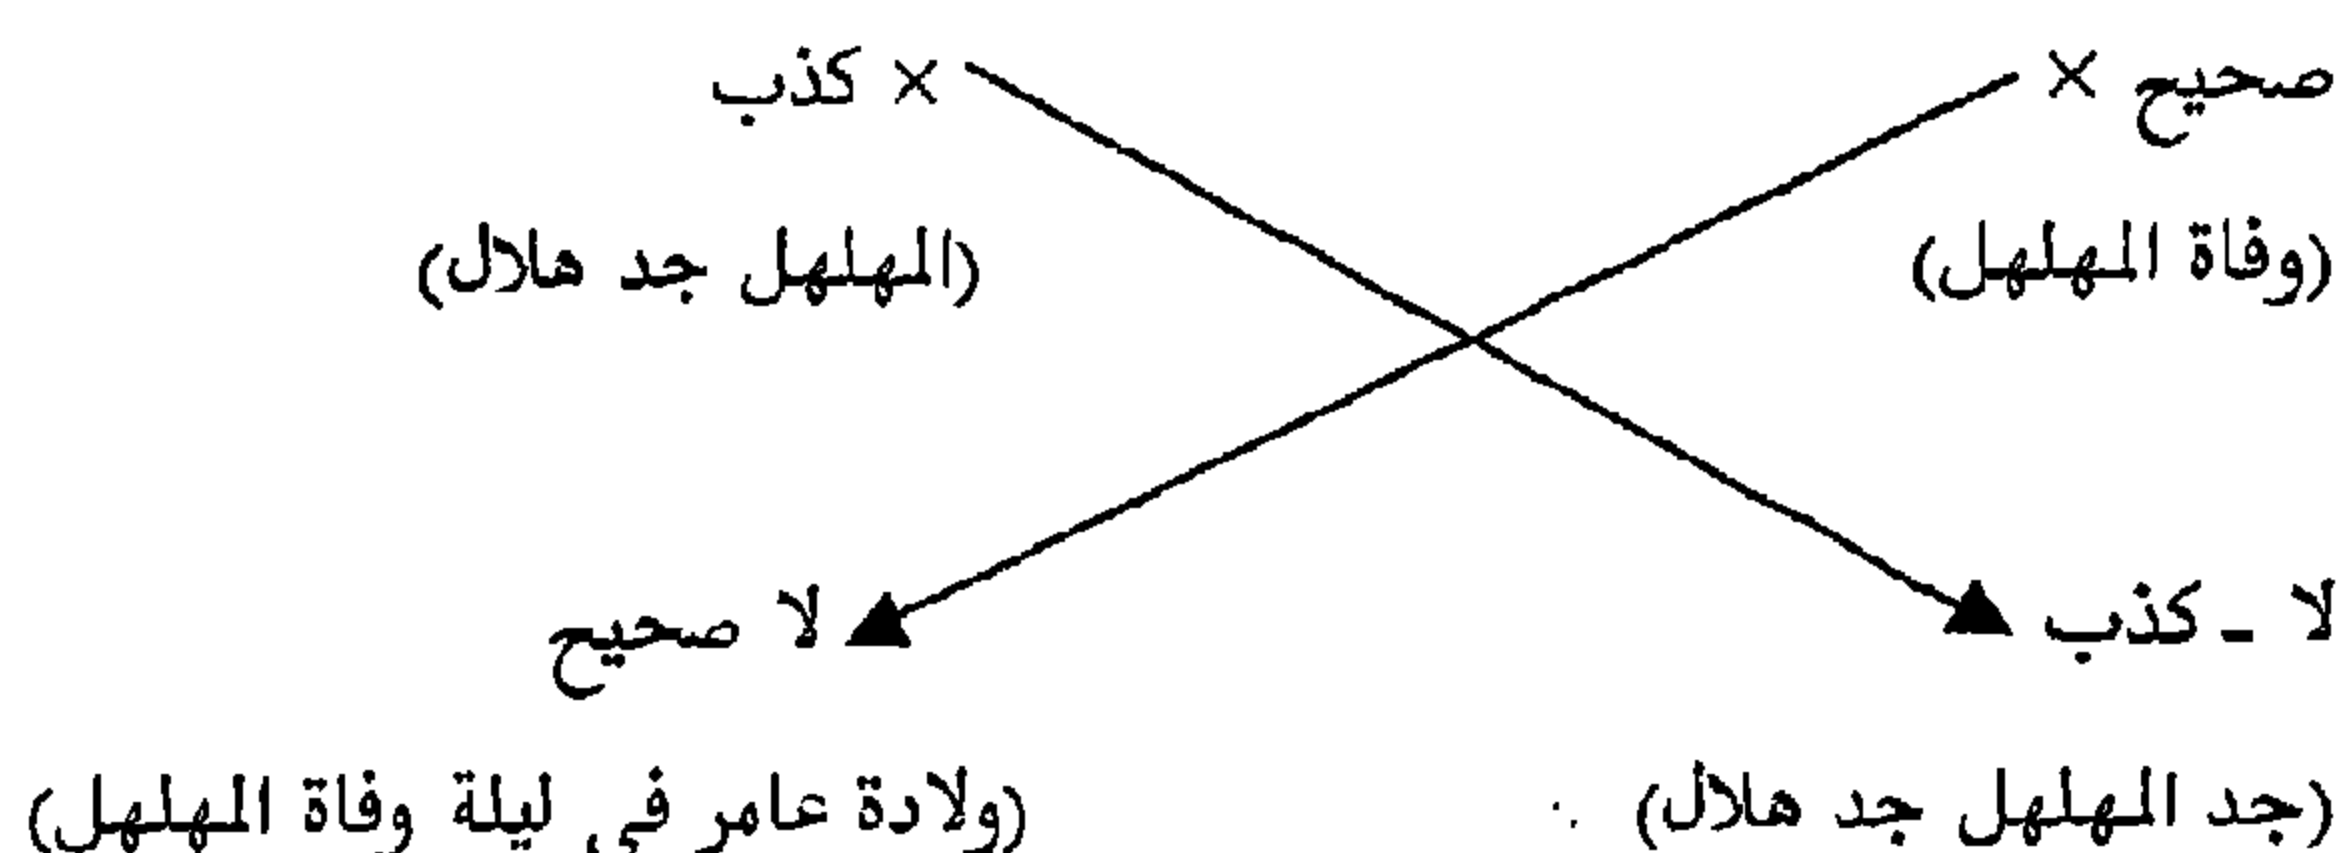 صحيح × × كذب
(وفاة المهلهل) (المهلهل جد هلال)
لا - كذب لا صحيح
(جد المهلهل جد هلال) (ولادة عامر في ليلة وفاة المهلهل)